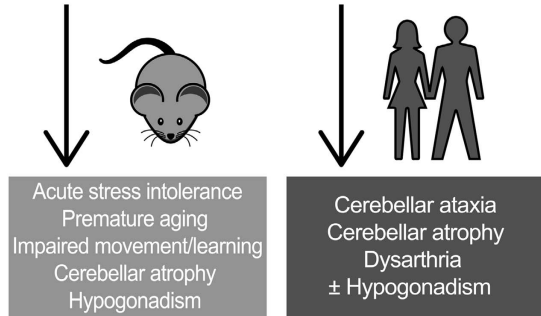 Acute stress intolerance
Premature aging
Impaired movement/learning
Cerebellar atrophy
Hypogonadism
Cerebellar ataxia
Cerebellar atrophy
Dysarthria
± Hypogonadism